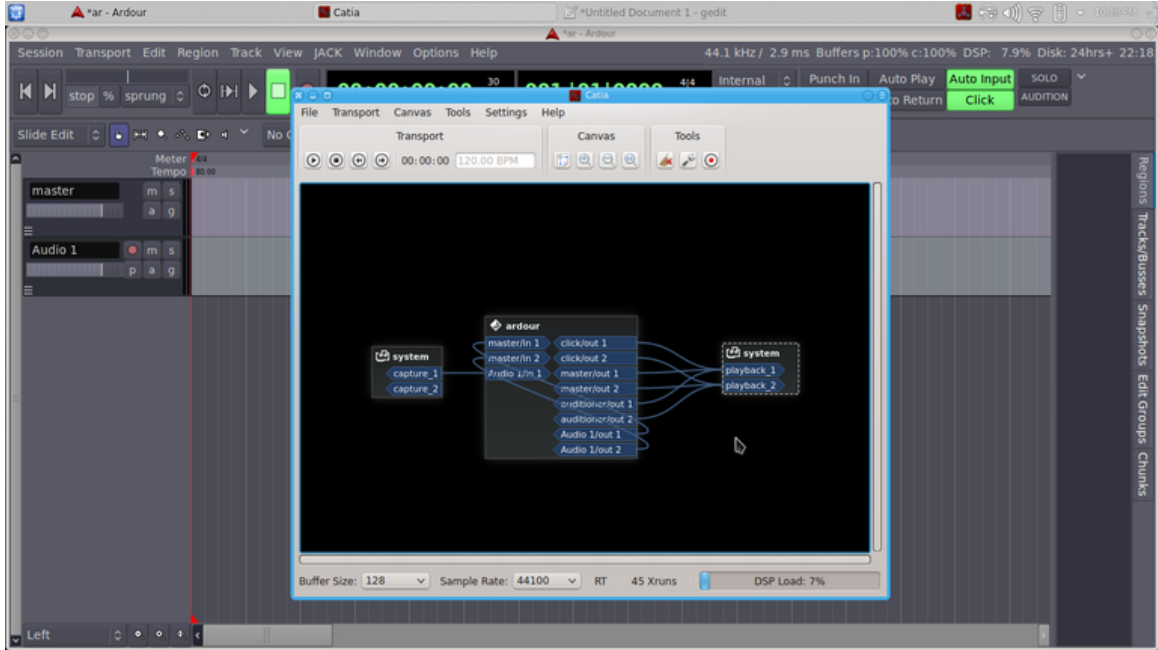 *ar - Ardour
Catia
*Untitled Document 1 - gedit
*ar - Ardour
Session Transport Edit Region Track View JACK Window Options Help
44.1 kHz / 2.9 ms Buffers p:100% c:100% DSP: 7.9% Disk: 24hrs+ 22:18
stop % sprung
30
4|4
Internal
Punch In
Auto Play
Auto Input
SOLO
Return
Click
AUDITION
Slide Edit
No
Meter 4/4
Tempo 80.00
master
m s
a g
Audio 1
m s
p a g
Regions
Tracks/Busses
Snapshots
Edit Groups
Chunks
Left
Catia
File Transport Canvas Tools Settings Help
Transport
Canvas
Tools
00:00:00
120.00 BPM
system
capture_1
capture_2
ardour
master/in 1 click/out 1
master/in 2 click/out 2
Audio 1/in 1 master/out 1
master/out 2
auditioner/out 1
auditioner/out 2
Audio 1/out 1
Audio 1/out 2
system
playback_1
playback_2
Buffer Size: 128 Sample Rate: 44100 RT 45 Xruns DSP Load: 7%